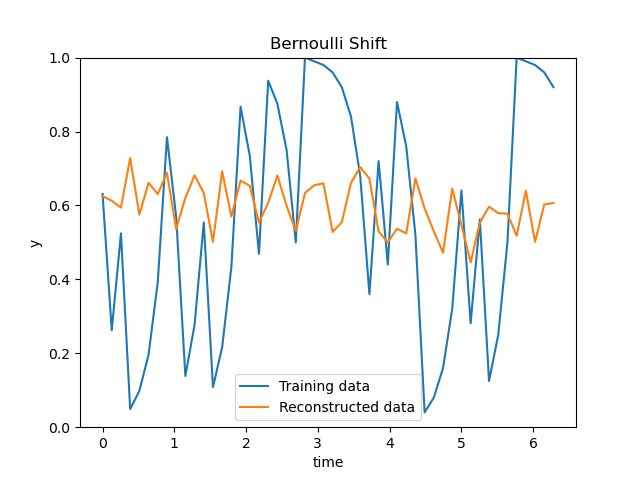 Bernoulli Shift
1.0
0.8
0.6
0.4
0.2
0.0
y
Training data
Reconstructed data
0 1 2 3 4 5 6
time